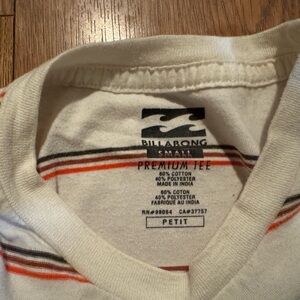 BILLABONG
SMALL
PREMIUM TEE
60% COTTON
40% POLYESTER
MADE IN INDIA
60% COTON
40% POLYESTER
FABRIQUE AU INDIA
RN#99064 CA#37757
PETIT